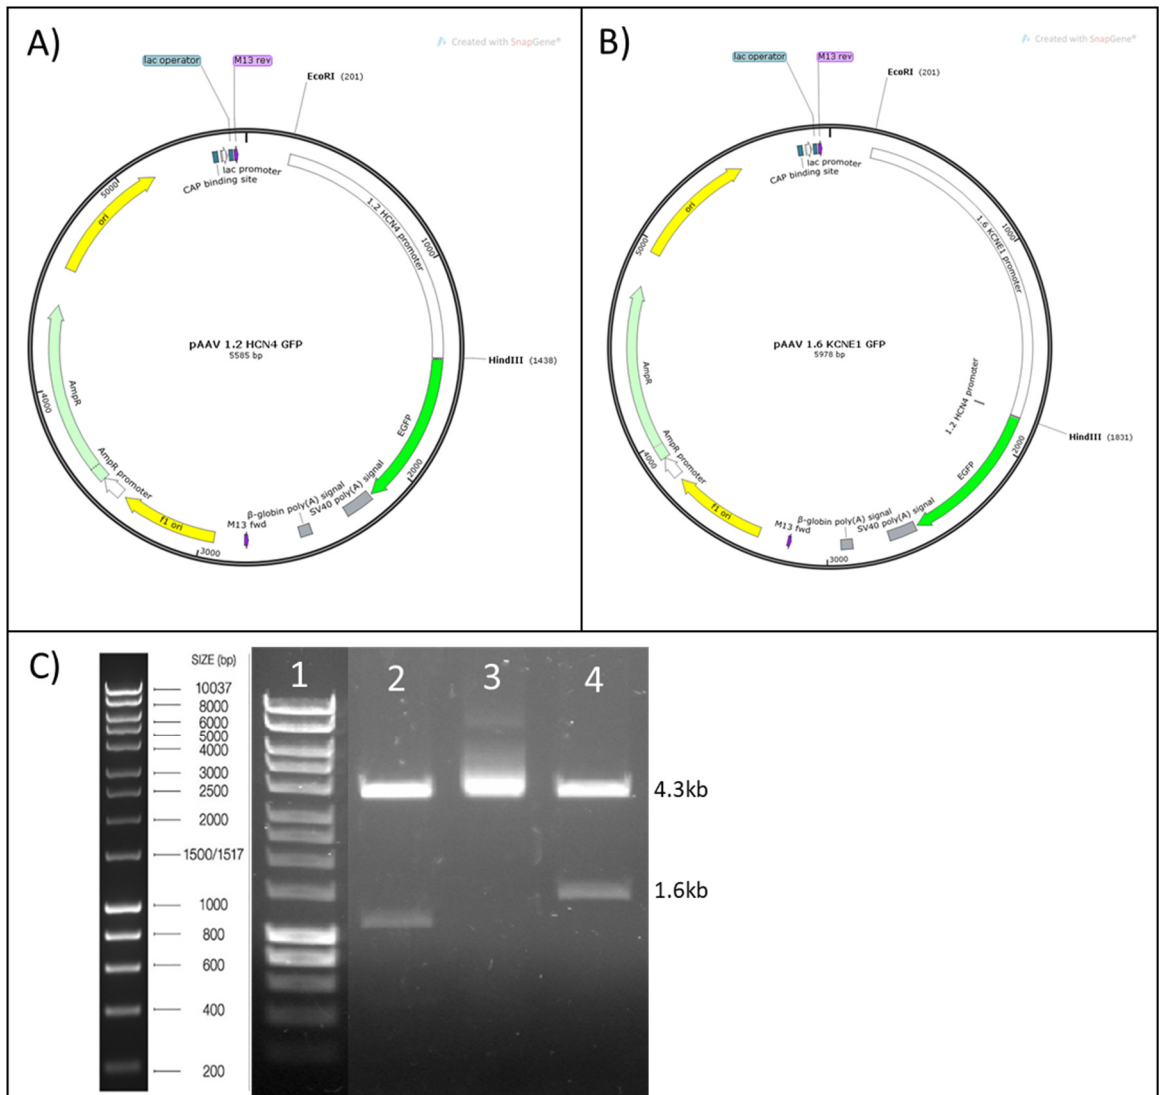 A)
Created with SnapGene®
lac operator
M13 rev
EcoRI (201)
lac promoter
CAP binding site
5000
ori
1.2 HCN4 promoter
1000
pAAV 1.2 HCN4 GFP
5585 bp
HindIII (1438)
AmpR
4000
EGFP
2000
AmpR promoter
β-globin poly(A) signal
SV40 poly(A) signal
M13 fwd
f1 ori
3000
B)
Created with SnapGene®
lac operator
M13 rev
EcoRI (201)
lac promoter
CAP binding site
ori
5000
1.6 KCNE1 promoter
1000
pAAV 1.6 KCNE1 GFP
5978 bp
1.2 HCN4 promoter
AmpR
HindIII (1831)
2000
EGFP
AmpR promoter
4000
β-globin poly(A) signal
SV40 poly(A) signal
M13 fwd
f1 ori
3000
C)
SIZE (bp)
10037
8000
6000
5000
4000
3000
2500
2000
1500/1517
1000
800
600
400
200
1 2 3 4
4.3kb
1.6kb